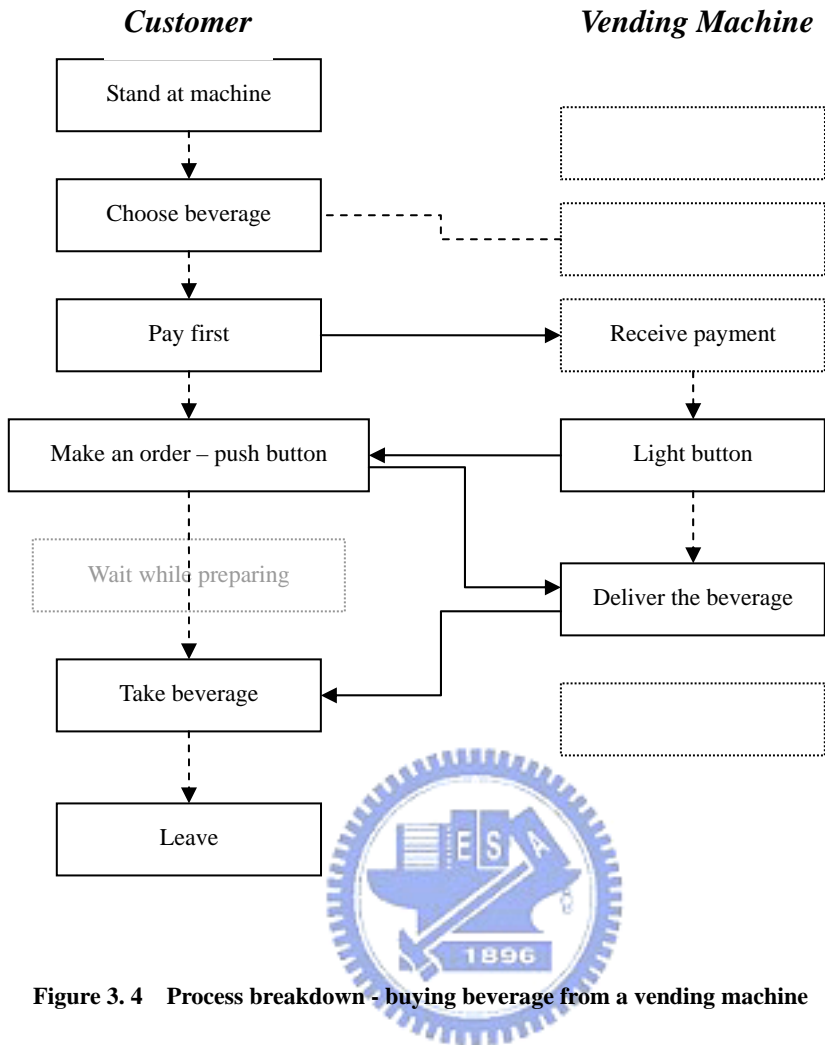 Customer
Vending Machine
Stand at machine
Choose beverage
Pay first
Receive payment
Make an order – push button
Light button
Wait while preparing
Deliver the beverage
Take beverage
Leave
E S A
1896
Figure 3. 4 Process breakdown - buying beverage from a vending machine